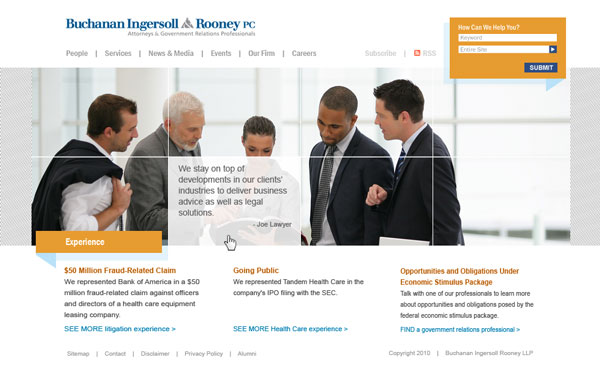 Buchanan Ingersoll & Rooney PC
Attorneys & Government Relations Professionals
People | Services | News & Media | Events | Our Firm | Careers
Subscribe | RSS
How Can We Help You?
Keyword
Entire Site
SUBMIT
We stay on top of
developments in our clients'
industries to deliver business
advice as well as legal
solutions.
- Joe Lawyer
Experience
$50 Million Fraud-Related Claim
We represented Bank of America in a $50
million fraud-related claim against officers
and directors of a health care equipment
leasing company.
SEE MORE litigation experience >
Going Public
We represented Tandem Health Care in the
company's IPO filing with the SEC.
SEE MORE Health Care experience >
Opportunities and Obligations Under
Economic Stimulus Package
Talk with one of our professionals to learn more
about opportunities and obligations posed by the
federal economic stimulus package.
FIND a government relations professional >
Sitemap | Contact | Disclaimer | Privacy Policy | Alumni
Copyright 2010 | Buchanan Ingersoll Rooney LLP